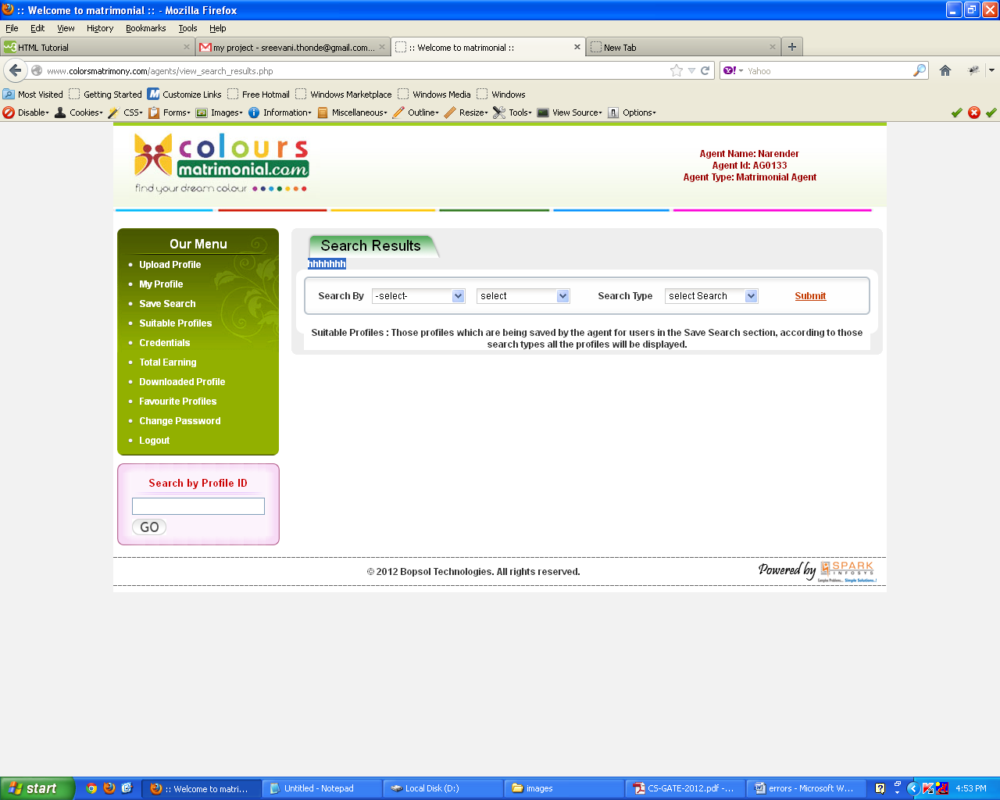 :: Welcome to matrimonial :: - Mozilla Firefox
File Edit View History Bookmarks Tools Help
HTML Tutorial
my project - sreevani.thonde@gmail.com...
:: Welcome to matrimonial ::
New Tab
www.colorsmatrimony.com/agents/view_search_results.php
Yahoo
Most Visited Getting Started Customize Links Free Hotmail Windows Marketplace Windows Media Windows
Disable Cookies CSS Forms Images Information Miscellaneous Outline Resize Tools View Source Options
colours
matrimonial.com
find your dream colour
Agent Name: Narender
Agent Id: AG0133
Agent Type: Matrimonial Agent
Our Menu
Upload Profile
My Profile
Save Search
Suitable Profiles
Credentials
Total Earning
Downloaded Profile
Favourite Profiles
Change Password
Logout
Search by Profile ID
GO
Search Results
hhhhhhh
Search By -select- select Search Type select Search Submit
Suitable Profiles : Those profiles which are being saved by the agent for users in the Save Search section, according to those
search types all the profiles will be displayed.
© 2012 Bopsol Technologies. All rights reserved.
Powered by SPARK
INFOSYS
Complex Problems... Simple Solutions..!
start
:: Welcome to matri...
Untitled - Notepad
Local Disk (D:)
images
CS-GATE-2012.pdf -...
errors - Microsoft W...
4:53 PM